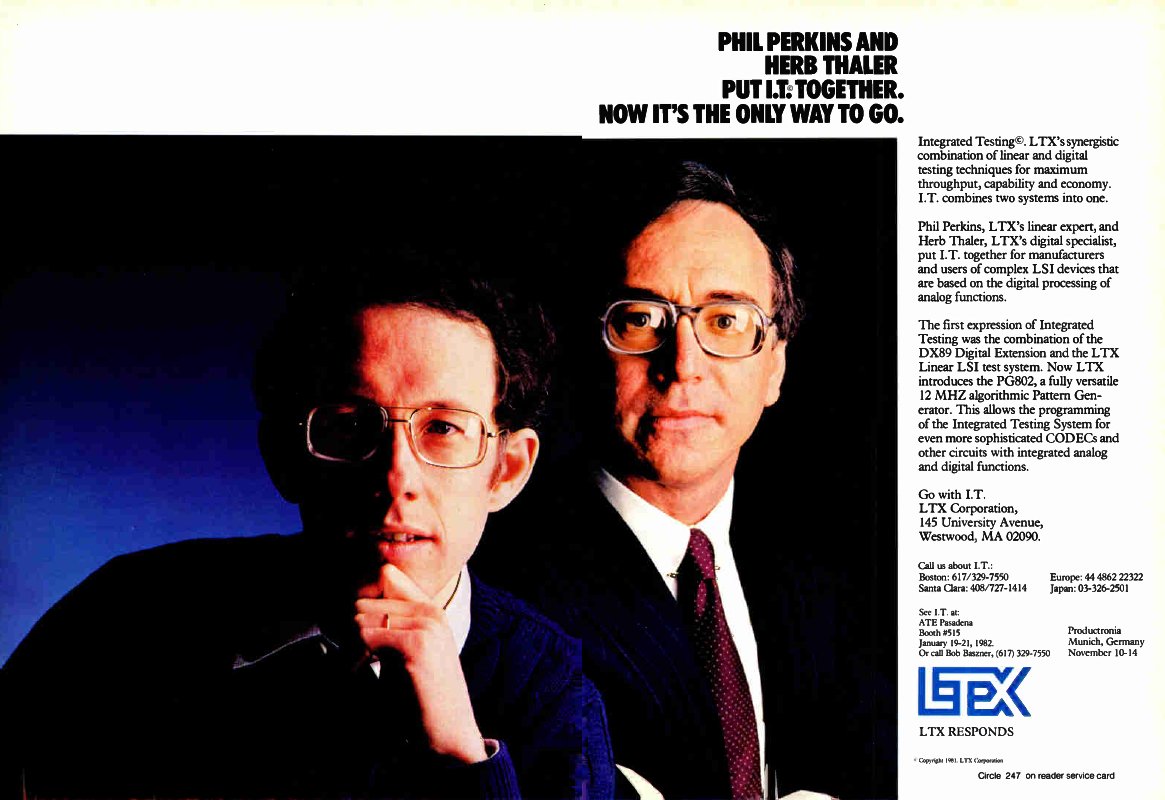 PHIL PERKINS AND
HERB THALER
PUT I.T.© TOGETHER.
NOW IT'S THE ONLY WAY TO GO.
Integrated Testing©. LTX's synergistic
combination of linear and digital
testing techniques for maximum
throughput, capability and economy.
I.T. combines two systems into one.
Phil Perkins, LTX's linear expert, and
Herb Thaler, LTX's digital specialist,
put I.T. together for manufacturers
and users of complex LSI devices that
are based on the digital processing of
analog functions.
The first expression of Integrated
Testing was the combination of the
DX89 Digital Extension and the LTX
Linear LSI test system. Now LTX
introduces the PG802, a fully versatile
12 MHZ algorithmic Pattern Gen-
erator. This allows the programming
of the Integrated Testing System for
even more sophisticated CODECs and
other circuits with integrated analog
and digital functions.
Go with I.T.
LTX Corporation,
145 University Avenue,
Westwood, MA 02090.
Call us about I.T.:
Boston: 617/329-7550 Europe: 44 4862 22322
Santa Clara: 408/727-1414 Japan: 03-326-2501
See I.T. at:
ATE Pasadena
Booth #515
January 19-21, 1982.
Or call Bob Baszner, (617) 329-7550
Productronia
Munich, Germany
November 10-14
LTX
LTX RESPONDS
© Copyright 1981. LTX Corporation
Circle 247 on reader service card